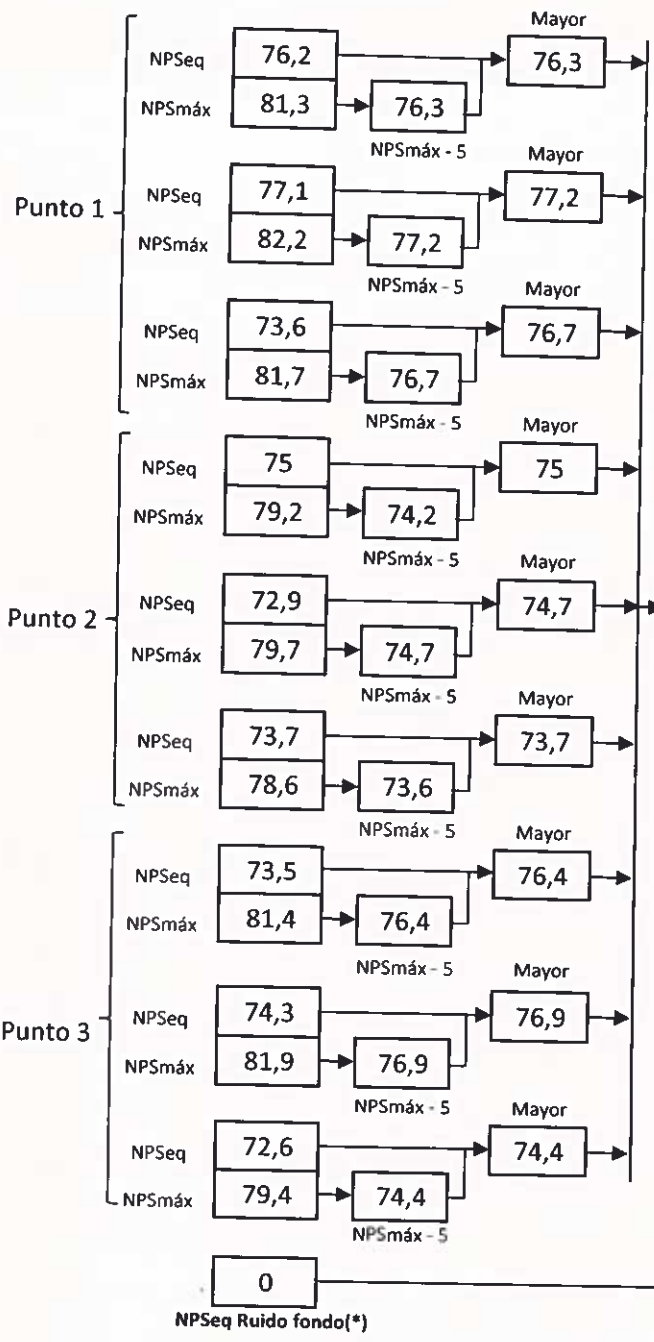 Mayor
NPSeq 76,2 76,3
NPSmáx 81,3 76,3
NPSmáx - 5
Mayor
NPSeq 77,1 77,2
Punto 1
NPSmáx 82,2 77,2
NPSmáx - 5
Mayor
NPSeq 73,6 76,7
NPSmáx 81,7 76,7
NPSmáx - 5
Mayor
NPSeq 75 75
NPSmáx 79,2 74,2
NPSmáx - 5
Mayor
NPSeq 72,9 74,7
Punto 2
NPSmáx 79,7 74,7
NPSmáx - 5
Mayor
NPSeq 73,7 73,7
NPSmáx 78,6 73,6
NPSmáx - 5
Mayor
NPSeq 73,5 76,4
NPSmáx 81,4 76,4
NPSmáx - 5
Mayor
NPSeq 74,3 76,9
Punto 3
NPSmáx 81,9 76,9
NPSmáx - 5
Mayor
NPSeq 72,6 74,4
NPSmáx 79,4 74,4
NPSmáx - 5
0
NPSeq Ruido fondo(*)